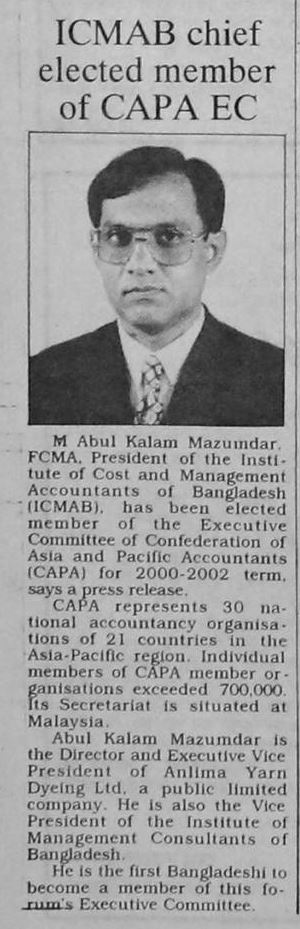 ICMAB chief
elected member
of CAPA EC
M Abul Kalam Mazumdar,
FCMA, President of the Insti-
tute of Cost and Management
Accountants of Bangladesh
(ICMAB), has been elected
member of the Executive
Committee of Confederation of
Asia and Pacific Accountants
(CAPA) for 2000-2002 term,
says a press release.
CAPA represents 30 na-
tional accountancy organisa-
tions of 21 countries in the
Asia-Pacific region. Individual
members of CAPA member or-
ganisations exceeded 700,000.
Its Secretariat is situated at
Malaysia.
Abul Kalam Mazumdar is
the Director and Executive Vice
President of Anlima Yarn
Dyeing Ltd, a public limited
company. He is also the Vice
President of the Institute of
Management Consultants of
Bangladesh.
He is the first Bangladeshi to
become a member of this fo-
rum's Executive Committee.